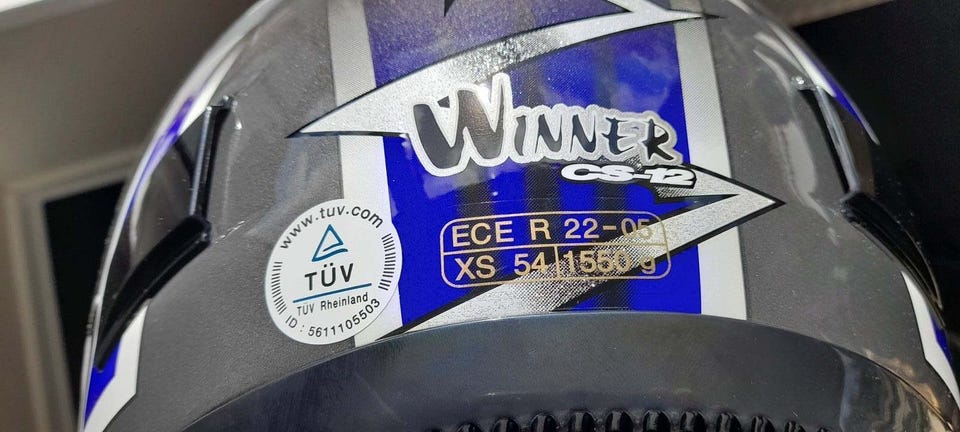 WINNER
CS-12
www.tuv.com
TÜV
TÜV Rheinland
ID : 5611105503
ECE R 22-05
XS 54 1550 g